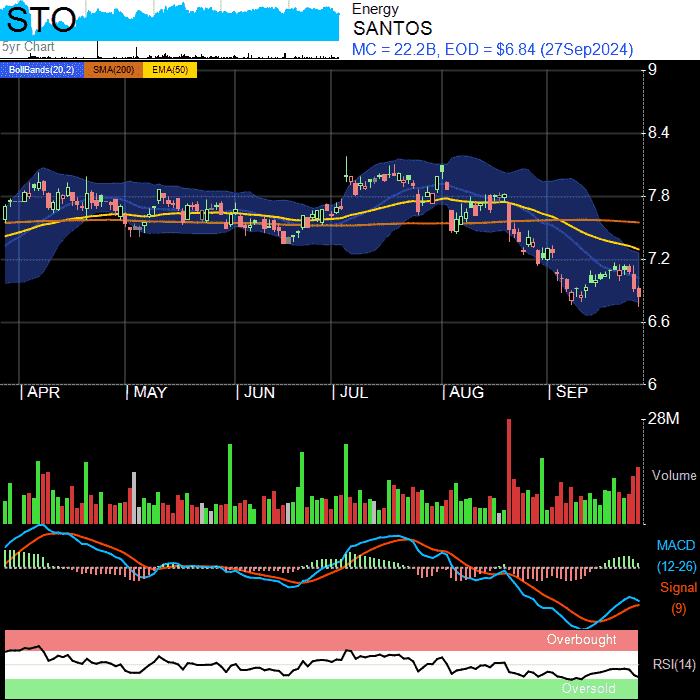 STO
5yr Chart
Energy
SANTOS
MC = 22.2B, EOD = $6.84 (27Sep2024)
BollBands(20,2) SMA(200) EMA(50)
9
8.4
7.8
7.2
6.6
6
APR MAY JUN JUL AUG SEP
28M
Volume
MACD
(12-26)
Signal
(9)
Overbought
RSI(14)
Oversold